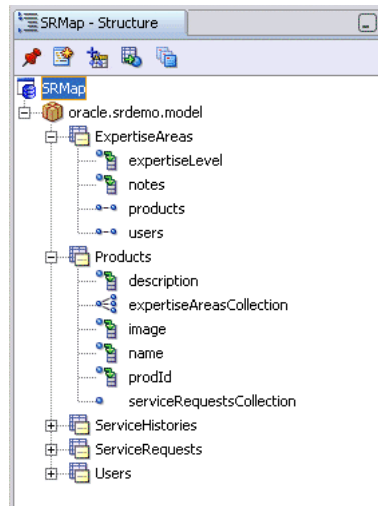 SRMap - Structure
SRMap
oracle.srdemo.model
ExpertiseAreas
expertiseLevel
notes
products
users
Products
description
expertiseAreasCollection
image
name
prodId
serviceRequestsCollection
ServiceHistories
ServiceRequests
Users